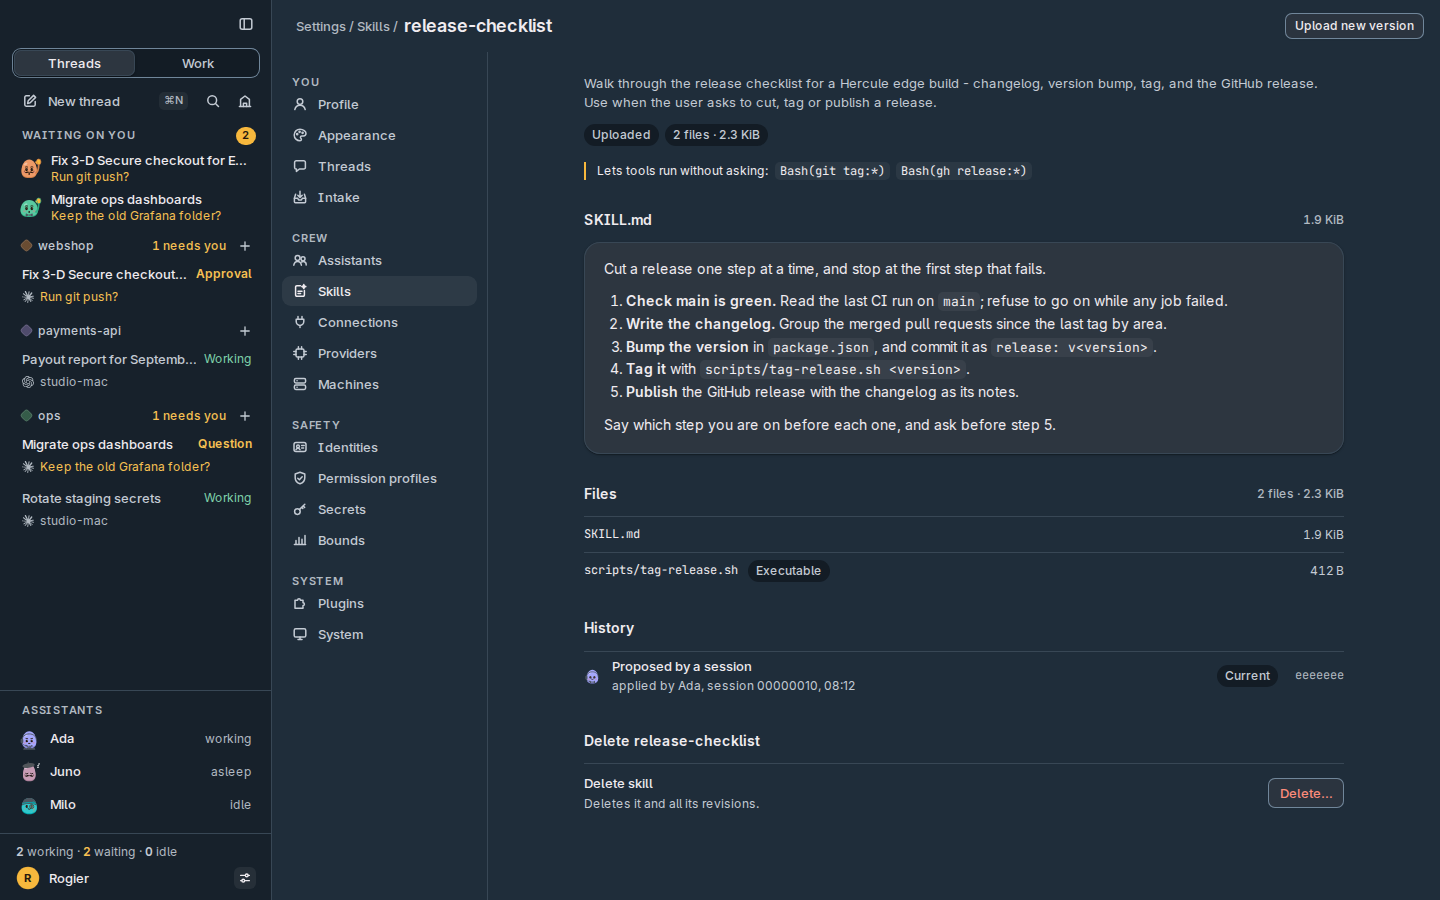 Threads
Work
New thread
⌘N
WAITING ON YOU
2
Fix 3-D Secure checkout for E...
Run git push?
Migrate ops dashboards
Keep the old Grafana folder?
webshop
1 needs you
Fix 3-D Secure checkout...
Approval
Run git push?
payments-api
Payout report for Septemb...
Working
studio-mac
ops
1 needs you
Migrate ops dashboards
Question
Keep the old Grafana folder?
Rotate staging secrets
Working
studio-mac
ASSISTANTS
Ada
working
Juno
asleep
Milo
idle
2 working · 2 waiting · 0 idle
R
Rogier
Settings / Skills / release-checklist
Upload new version
YOU
Profile
Appearance
Threads
Intake
CREW
Assistants
Skills
Connections
Providers
Machines
SAFETY
Identities
Permission profiles
Secrets
Bounds
SYSTEM
Plugins
System
Walk through the release checklist for a Hercule edge build - changelog, version bump, tag, and the GitHub release.
Use when the user asks to cut, tag or publish a release.
Uploaded
2 files · 2.3 KiB
Lets tools run without asking: Bash(git tag:*) Bash(gh release:*)
SKILL.md
1.9 KiB
Cut a release one step at a time, and stop at the first step that fails.
1. Check main is green. Read the last CI run on main; refuse to go on while any job failed.
2. Write the changelog. Group the merged pull requests since the last tag by area.
3. Bump the version in package.json, and commit it as release: v<version>.
4. Tag it with scripts/tag-release.sh <version>.
5. Publish the GitHub release with the changelog as its notes.
Say which step you are on before each one, and ask before step 5.
Files
2 files · 2.3 KiB
SKILL.md
1.9 KiB
scripts/tag-release.sh
Executable
412 B
History
Proposed by a session
applied by Ada, session 00000010, 08:12
Current
eeeeeee
Delete release-checklist
Delete skill
Deletes it and all its revisions.
Delete...